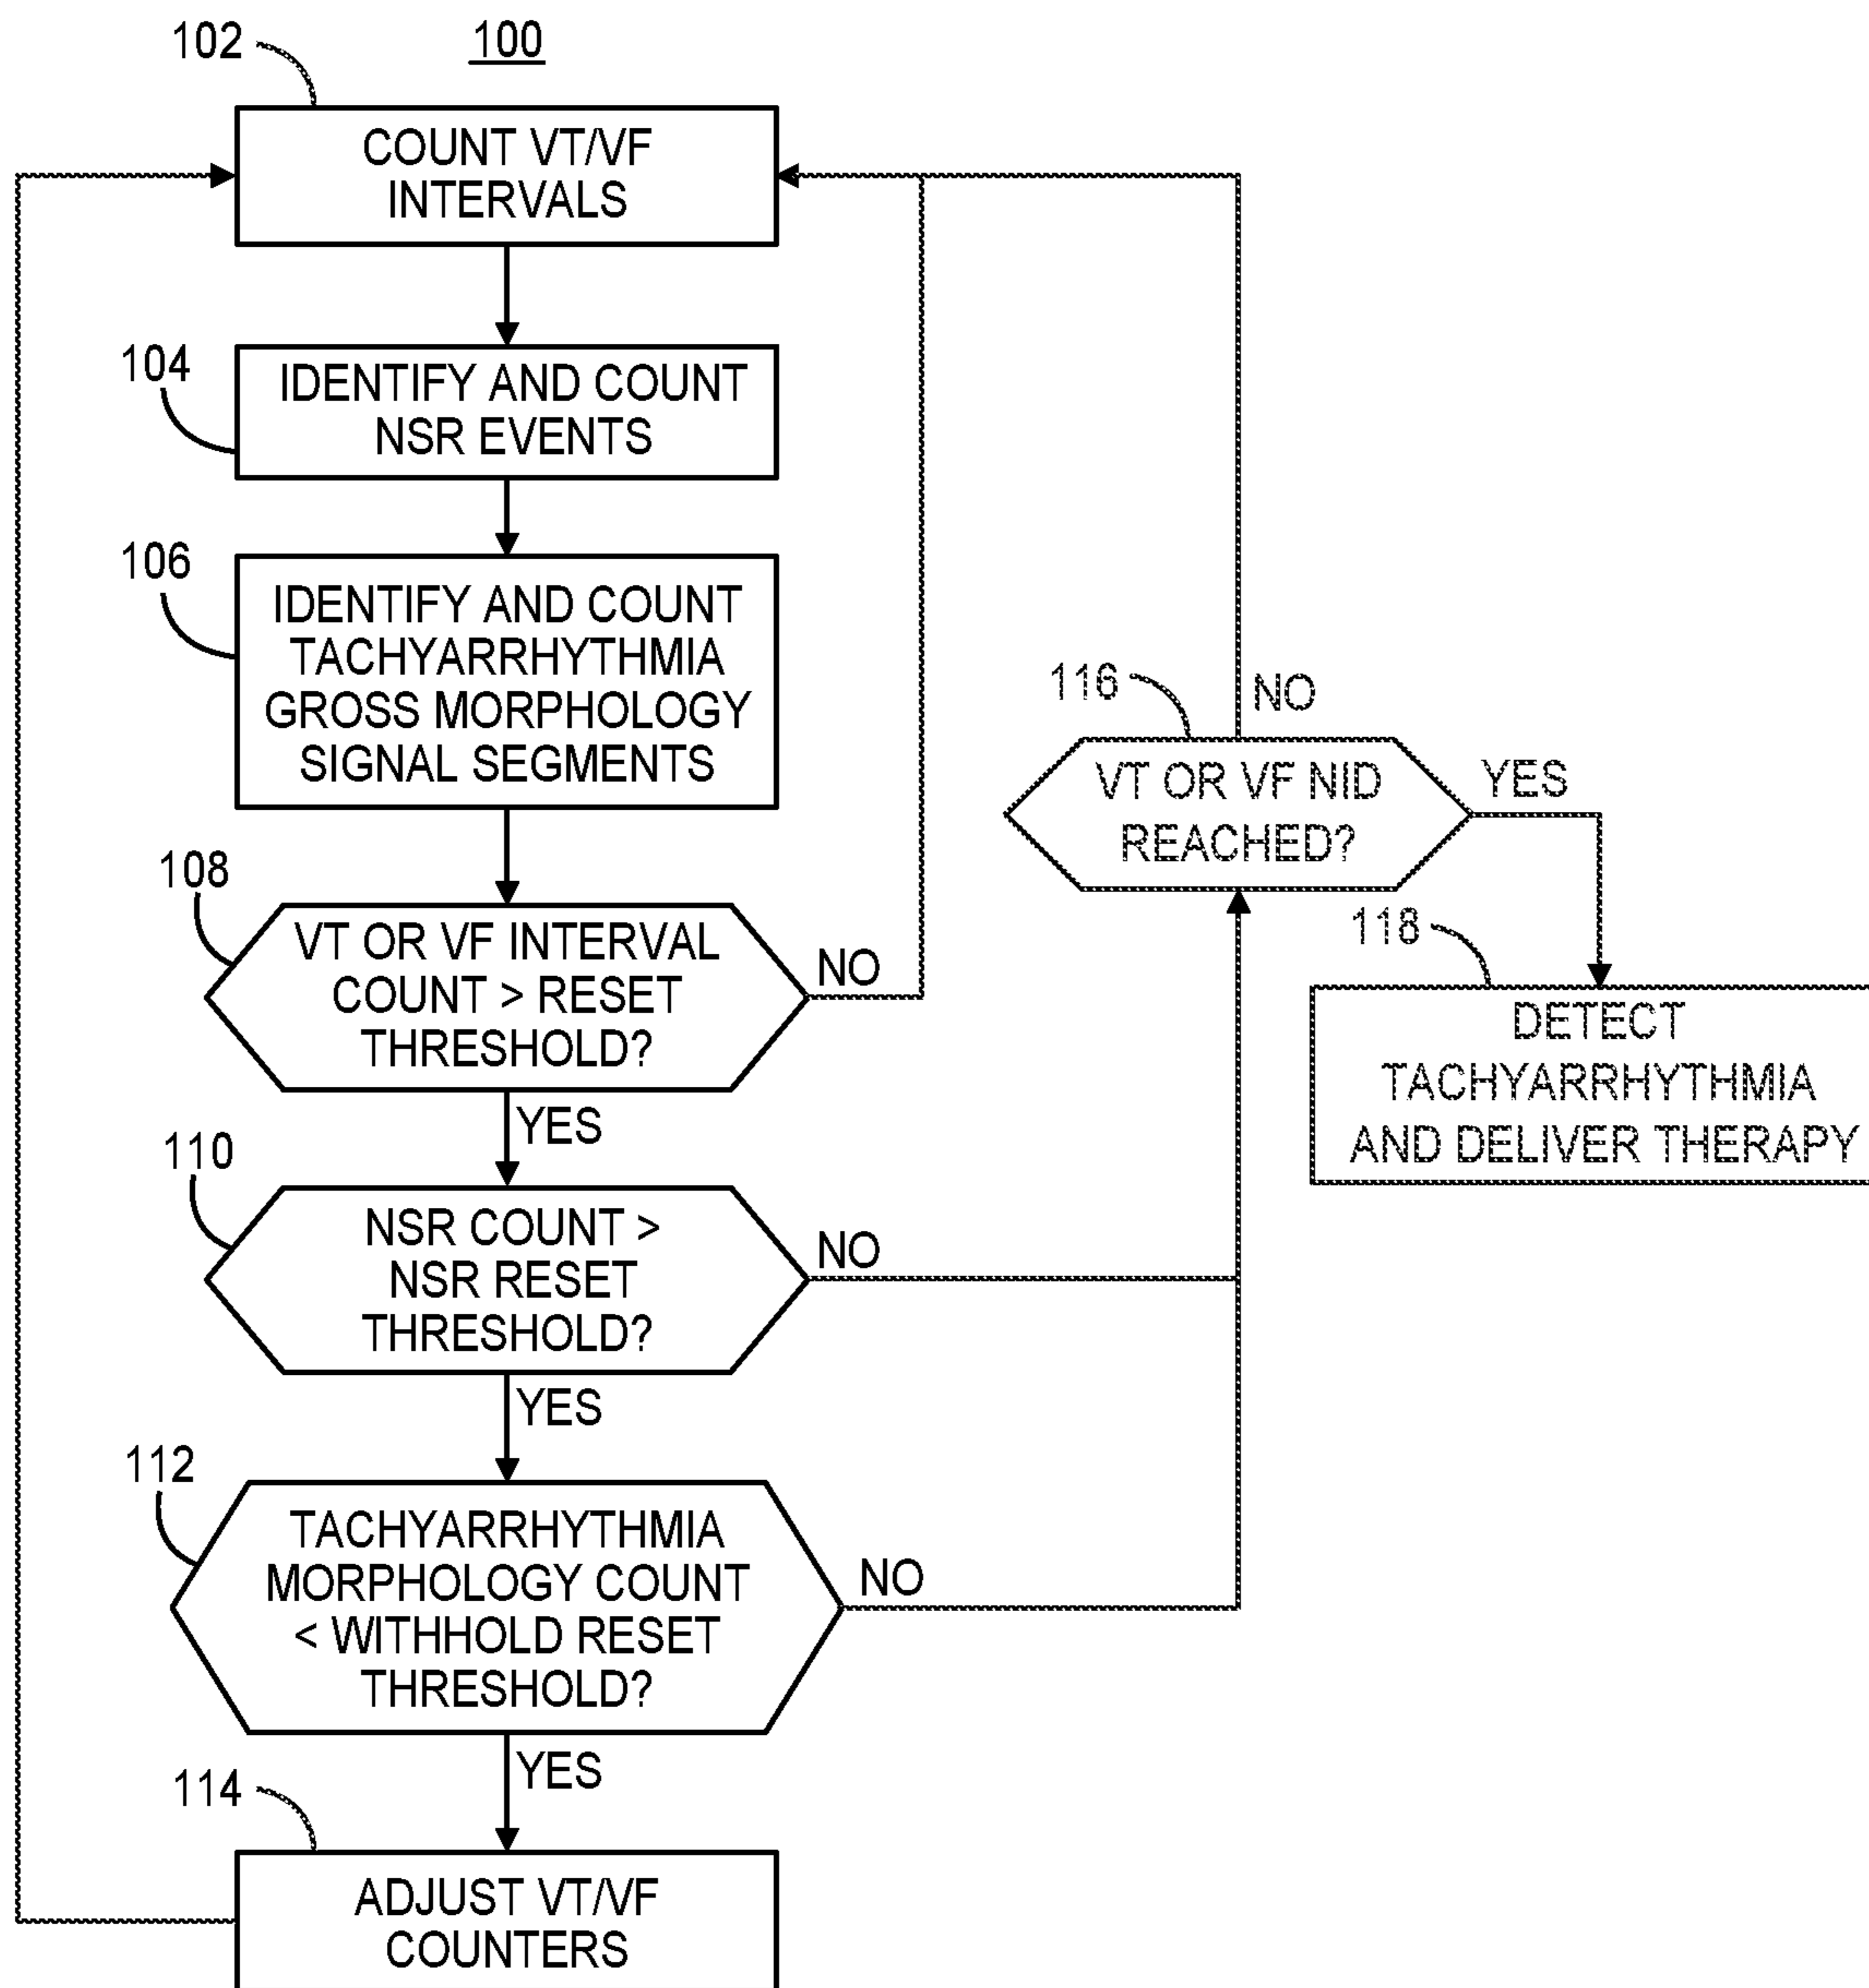 100
102
COUNT VT/VF
INTERVALS
104
IDENTIFY AND COUNT
NSR EVENTS
106
IDENTIFY AND COUNT
TACHYARRHYTHMIA
GROSS MORPHOLOGY
SIGNAL SEGMENTS
108
VT OR VF INTERVAL
COUNT > RESET
THRESHOLD?
NO
YES
110
NSR COUNT >
NSR RESET
THRESHOLD?
NO
YES
112
TACHYARRHYTHMIA
MORPHOLOGY COUNT
< WITHHOLD RESET
THRESHOLD?
NO
YES
114
ADJUST VT/VF
COUNTERS
116
VT OR VF NID
REACHED?
NO
YES
118
DETECT
TACHYARRHYTHMIA
AND DELIVER THERAPY